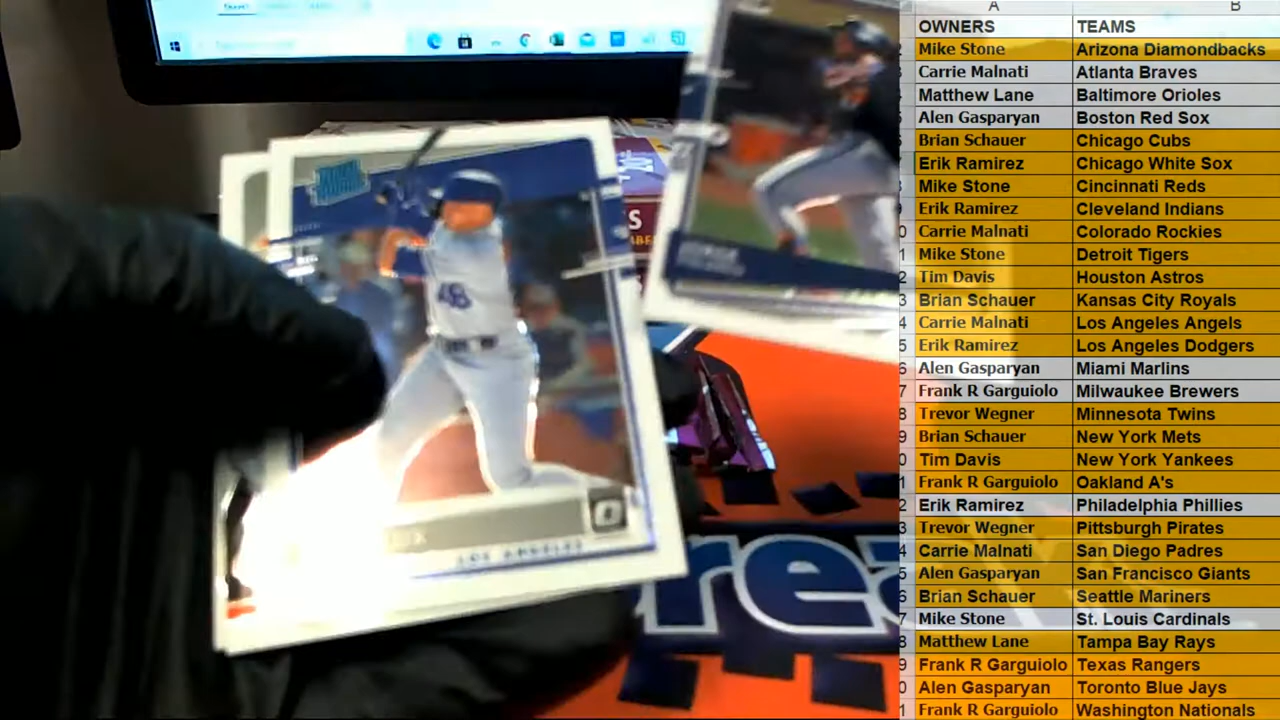 A B
OWNERS TEAMS
Mike Stone Arizona Diamondbacks
Carrie Malnati Atlanta Braves
Matthew Lane Baltimore Orioles
Alen Gasparyan Boston Red Sox
Brian Schauer Chicago Cubs
Erik Ramirez Chicago White Sox
Mike Stone Cincinnati Reds
Erik Ramirez Cleveland Indians
Carrie Malnati Colorado Rockies
Mike Stone Detroit Tigers
Tim Davis Houston Astros
Brian Schauer Kansas City Royals
Carrie Malnati Los Angeles Angels
Erik Ramirez Los Angeles Dodgers
Alen Gasparyan Miami Marlins
Frank R Garguiolo Milwaukee Brewers
Trevor Wegner Minnesota Twins
Brian Schauer New York Mets
Tim Davis New York Yankees
Frank R Garguiolo Oakland A's
Erik Ramirez Philadelphia Phillies
Trevor Wegner Pittsburgh Pirates
Carrie Malnati San Diego Padres
Alen Gasparyan San Francisco Giants
Brian Schauer Seattle Mariners
Mike Stone St. Louis Cardinals
Matthew Lane Tampa Bay Rays
Frank R Garguiolo Texas Rangers
Alen Gasparyan Toronto Blue Jays
Frank R Garguiolo Washington Nationals
48
LOS ANGELES
rea